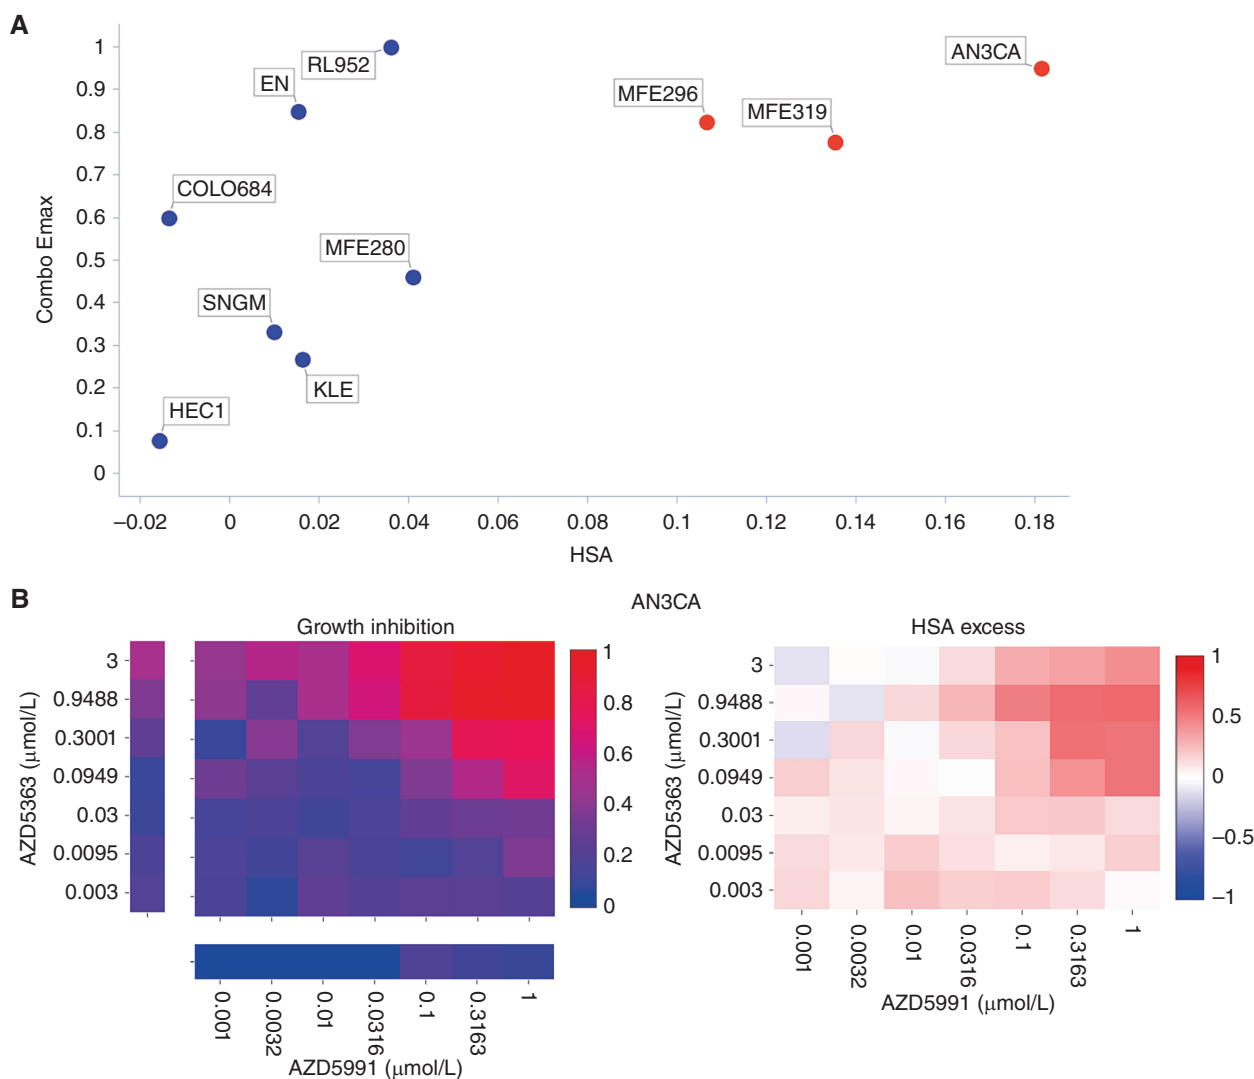 A
Combo Emax
1
0.9
0.8
0.7
0.6
0.5
0.4
0.3
0.2
0.1
0
RL952
EN
COLO684
MFE280
SNGM
KLE
HEC1
MFE296
MFE319
AN3CA
–0.02 0 0.02 0.04 0.06 0.08 0.1 0.12 0.14 0.16 0.18
HSA
B
AN3CA
Growth inhibition
AZD5363 (μmol/L)
3
0.9488
0.3001
0.0949
0.03
0.0095
0.003
1
0.8
0.6
0.4
0.2
0
0.001 0.0032 0.01 0.0316 0.1 0.3163 1
AZD5991 (μmol/L)
HSA excess
AZD5363 (μmol/L)
3
0.9488
0.3001
0.0949
0.03
0.0095
0.003
1
0.5
0
–0.5
–1
0.001 0.0032 0.01 0.0316 0.1 0.3163 1
AZD5991 (μmol/L)